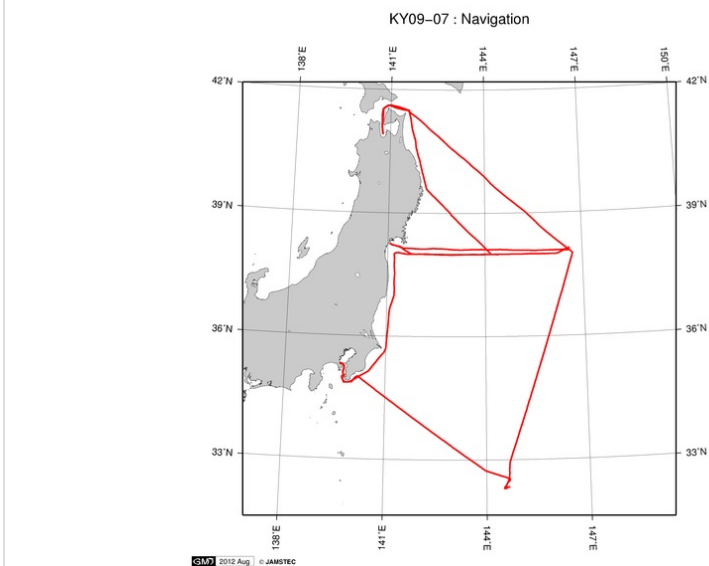 KY09-07 : Navigation
138°E 141°E 144°E 147°E 150°E
42°N 42°N
39°N 39°N
36°N 36°N
33°N 33°N
138°E 141°E 144°E 147°E
GMD 2012 Aug © JAMSTEC